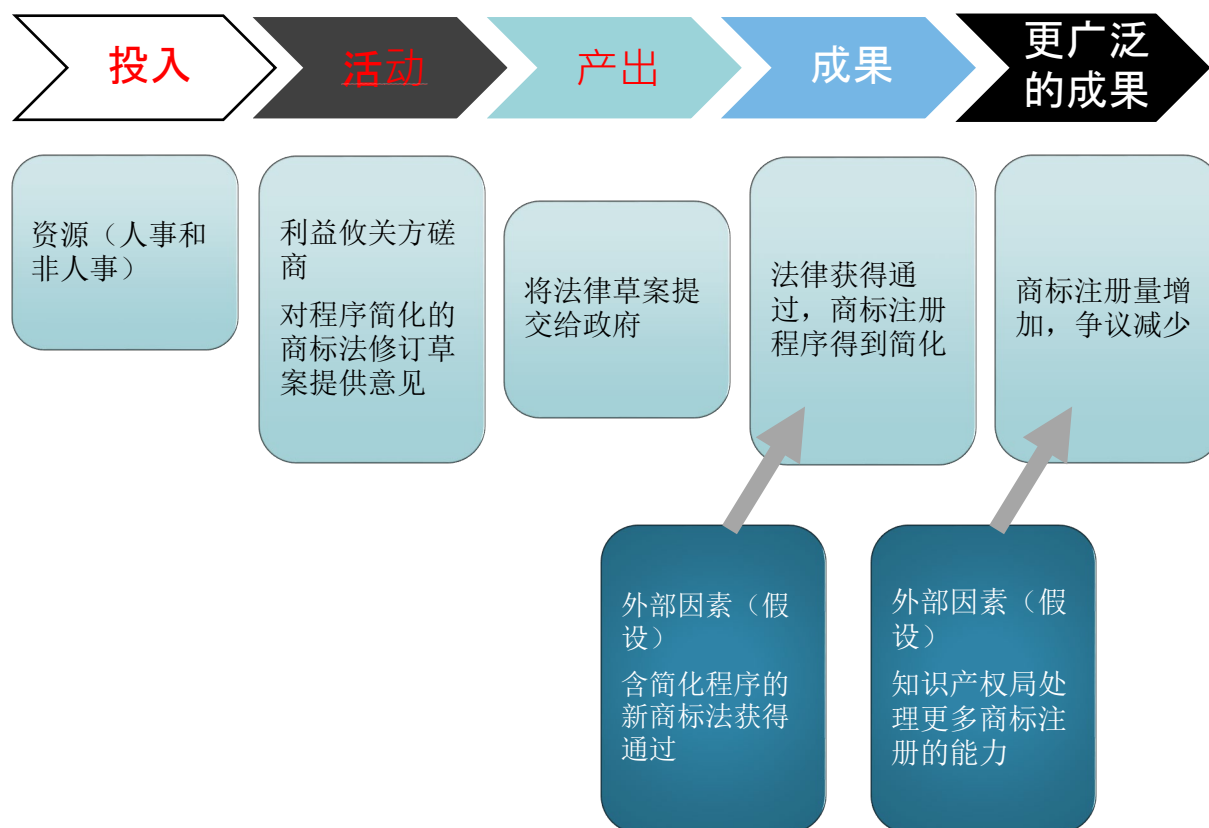 投入
活动
产出
成果
更广泛
的成果
资源（人事和
非人事）
利益攸关方磋
商
对程序简化的
商标法修订草
案提供意见
将法律草案提
交给政府
法律获得通
过，商标注册
程序得到简化
商标注册量增
加，争议减少
外部因素（假
设）
含简化程序的
新商标法获得
通过
外部因素（假
设）
知识产权局处
理更多商标注
册的能力